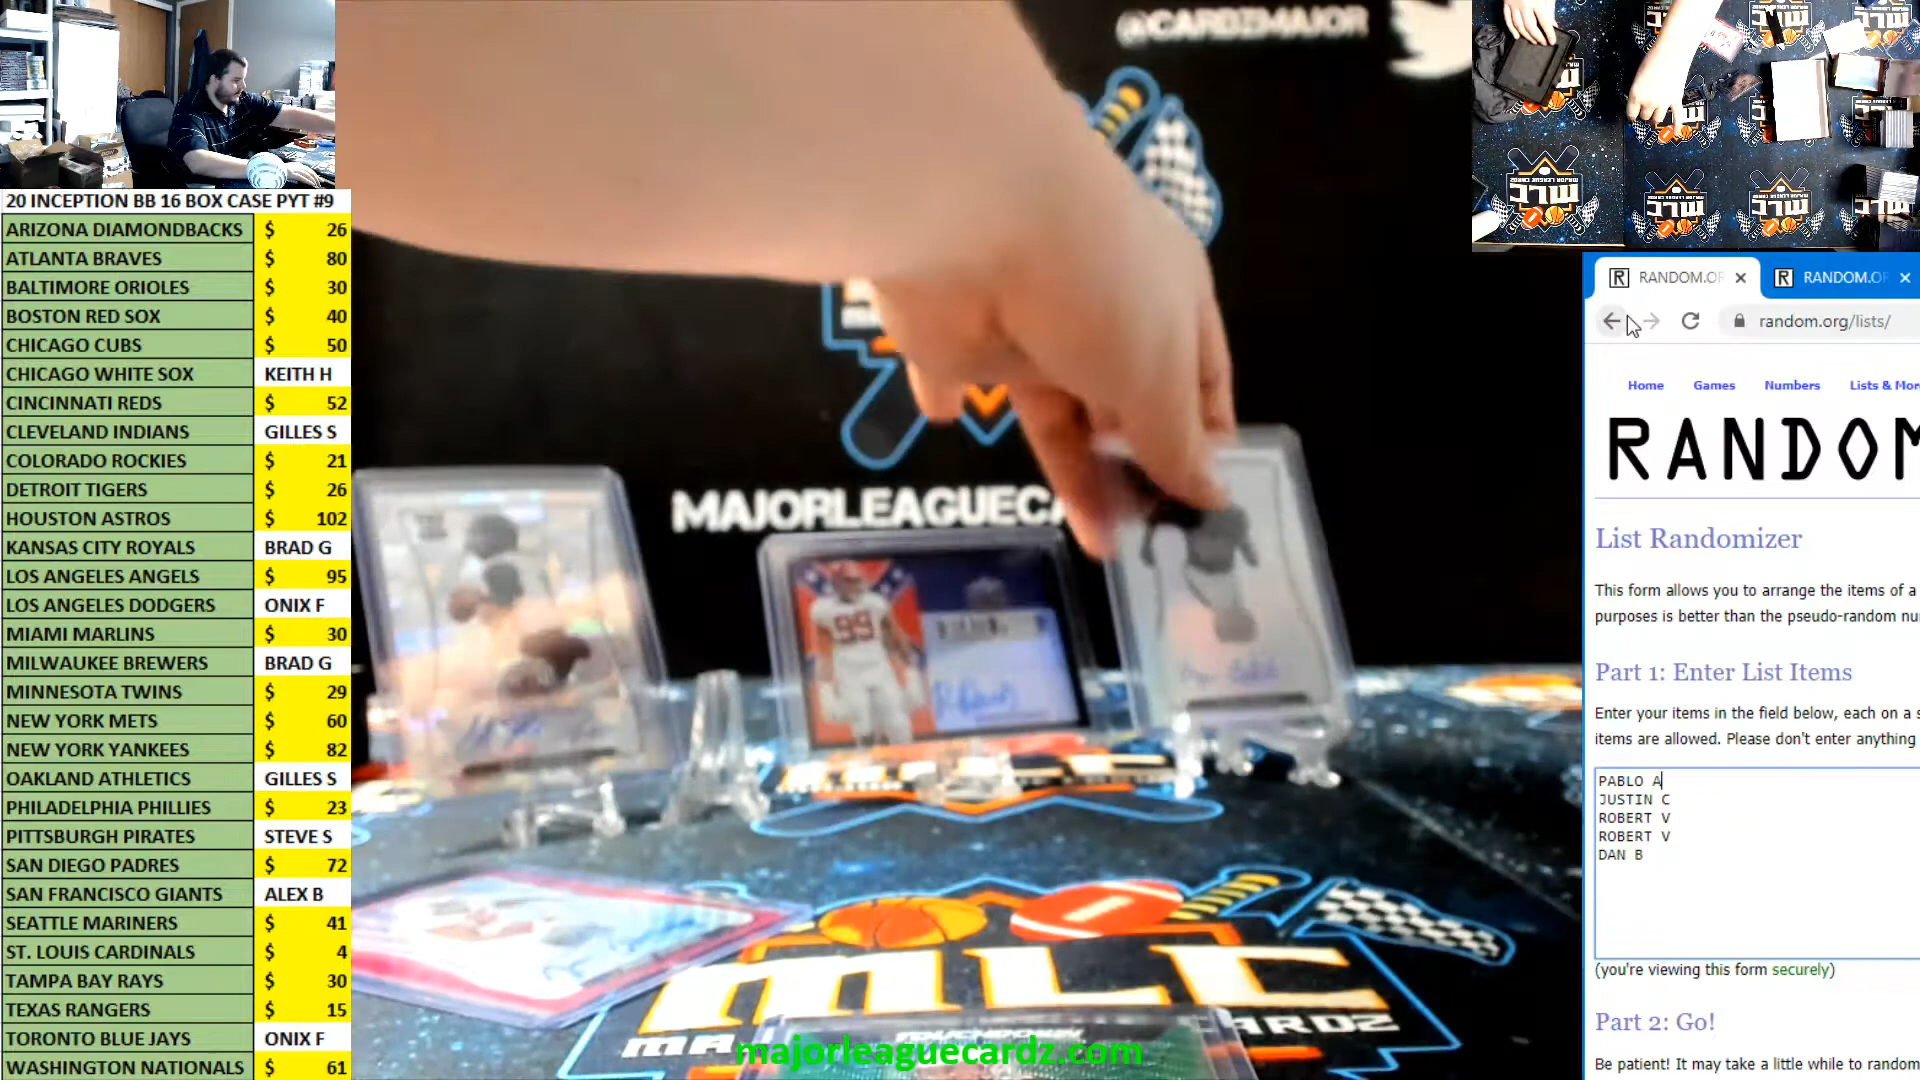 @CARDZMAJOR
20 INCEPTION BB 16 BOX CASE PYT #9
ARIZONA DIAMONDBACKS $ 26
ATLANTA BRAVES $ 80
BALTIMORE ORIOLES $ 30
BOSTON RED SOX $ 40
CHICAGO CUBS $ 50
CHICAGO WHITE SOX KEITH H
CINCINNATI REDS $ 52
CLEVELAND INDIANS GILLES S
COLORADO ROCKIES $ 21
DETROIT TIGERS $ 26
HOUSTON ASTROS $ 102
KANSAS CITY ROYALS BRAD G
LOS ANGELES ANGELS $ 95
LOS ANGELES DODGERS ONIX F
MIAMI MARLINS $ 30
MILWAUKEE BREWERS BRAD G
MINNESOTA TWINS $ 29
NEW YORK METS $ 60
NEW YORK YANKEES $ 82
OAKLAND ATHLETICS GILLES S
PHILADELPHIA PHILLIES $ 23
PITTSBURGH PIRATES STEVE S
SAN DIEGO PADRES $ 72
SAN FRANCISCO GIANTS ALEX B
SEATTLE MARINERS $ 41
ST. LOUIS CARDINALS $ 4
TAMPA BAY RAYS $ 30
TEXAS RANGERS $ 15
TORONTO BLUE JAYS ONIX F
WASHINGTON NATIONALS $ 61
MAJORLEAGUECA
99
MLC
CARDZ
majorleaguecardz.com
RANDOM.OR
RANDOM.OR
random.org/lists/
Home Games Numbers Lists & More
RANDOM
List Randomizer
This form allows you to arrange the items of a
purposes is better than the pseudo-random nu
Part 1: Enter List Items
Enter your items in the field below, each on a s
items are allowed. Please don't enter anything
PABLO A
JUSTIN C
ROBERT V
ROBERT V
DAN B
(you're viewing this form securely)
Part 2: Go!
Be patient! It may take a little while to random